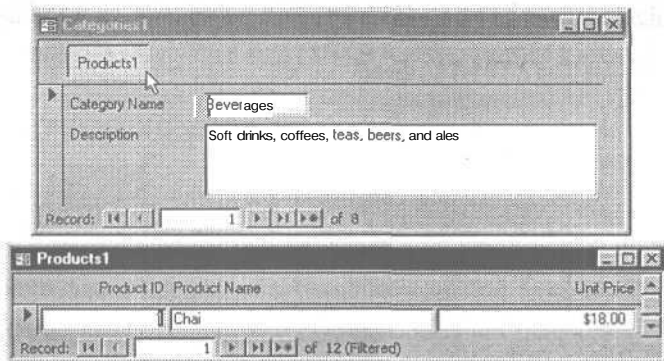 Categories1
Products1
Category Name Beverages
Description Soft drinks, coffees, teas, beers, and ales
Record: 1 of 8
Products1
Product ID Product Name Unit Price
1 Chai $18.00
Record: 1 of 12 (Filtered)